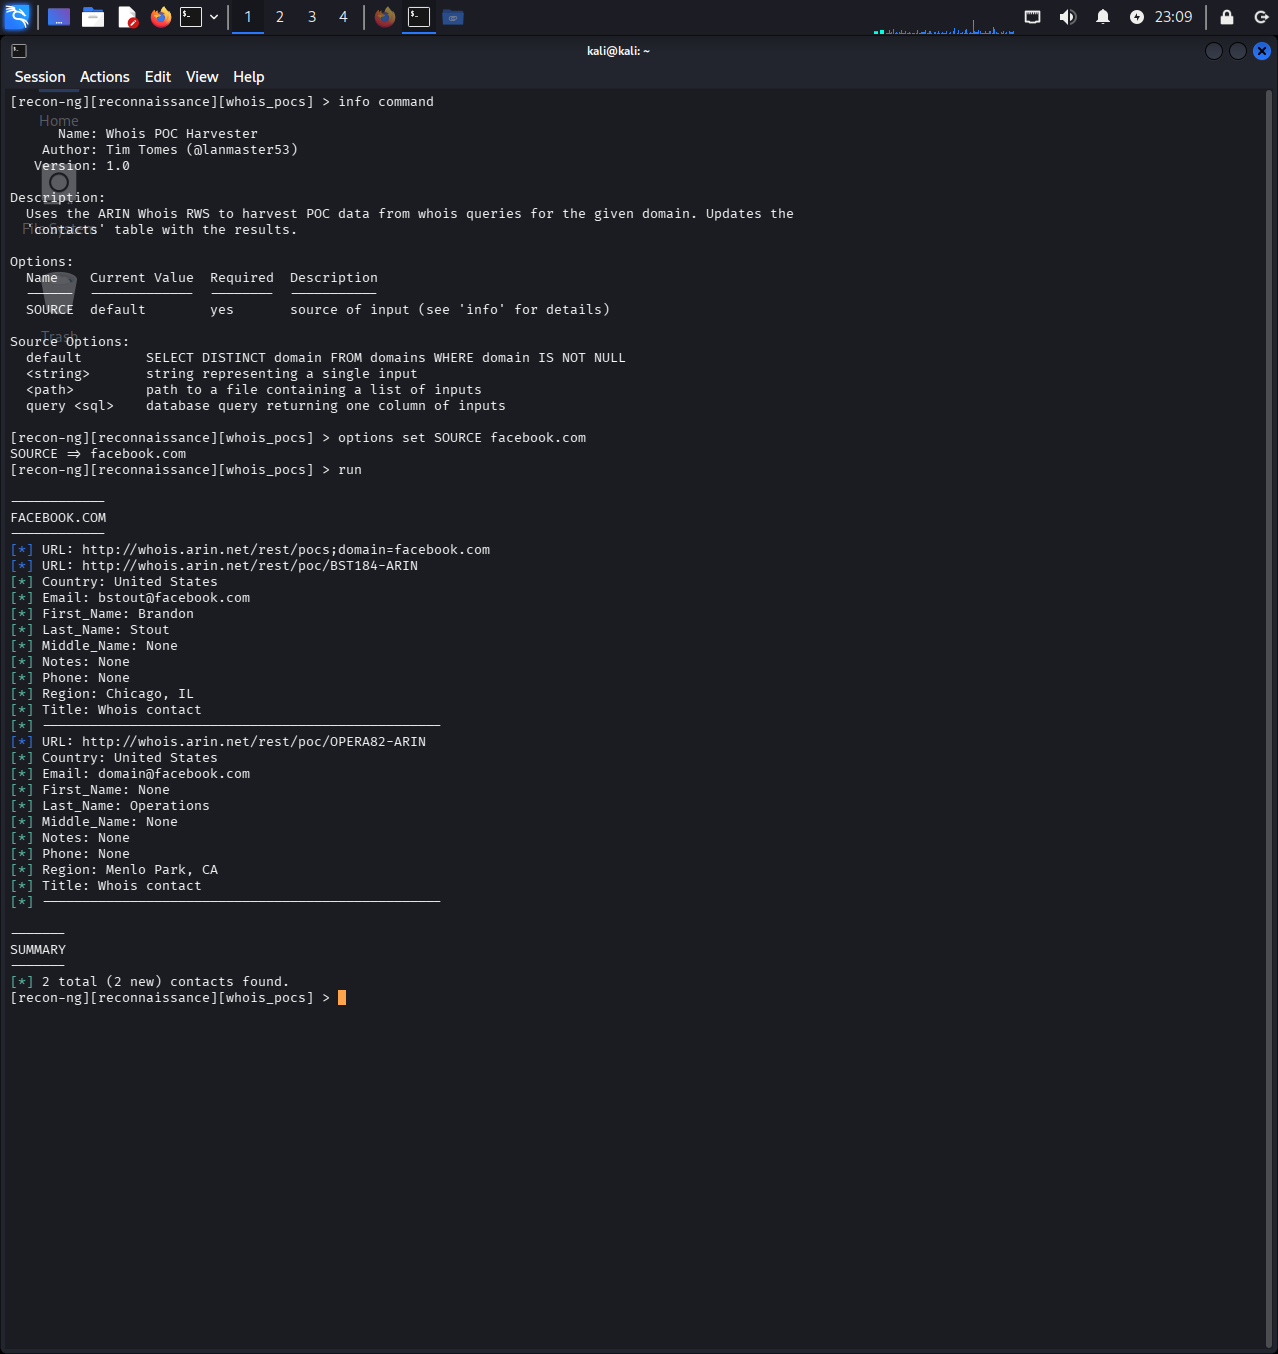 1 2 3 4 23:09
kali@kali: ~
Session Actions Edit View Help
[recon-ng][reconnaissance][whois_pocs] > info command
Home
Name: Whois POC Harvester
Author: Tim Tomes (@lanmaster53)
Version: 1.0
Description:
Uses the ARIN Whois RWS to harvest POC data from whois queries for the given domain. Updates the
'contacts' table with the results.
File System
Options:
Name Current Value Required Description
SOURCE default yes source of input (see 'info' for details)
Trash
Source Options:
default SELECT DISTINCT domain FROM domains WHERE domain IS NOT NULL
<string> string representing a single input
<path> path to a file containing a list of inputs
query <sql> database query returning one column of inputs
[recon-ng][reconnaissance][whois_pocs] > options set SOURCE facebook.com
SOURCE => facebook.com
[recon-ng][reconnaissance][whois_pocs] > run
------------
FACEBOOK.COM
------------
[*] URL: http://whois.arin.net/rest/pocs;domain=facebook.com
[*] URL: http://whois.arin.net/rest/poc/BST184-ARIN
[*] Country: United States
[*] Email: bstout@facebook.com
[*] First_Name: Brandon
[*] Last_Name: Stout
[*] Middle_Name: None
[*] Notes: None
[*] Phone: None
[*] Region: Chicago, IL
[*] Title: Whois contact
[*] --------------------------------------------------
[*] URL: http://whois.arin.net/rest/poc/OPERA82-ARIN
[*] Country: United States
[*] Email: domain@facebook.com
[*] First_Name: None
[*] Last_Name: Operations
[*] Middle_Name: None
[*] Notes: None
[*] Phone: None
[*] Region: Menlo Park, CA
[*] Title: Whois contact
[*] --------------------------------------------------
-------
SUMMARY
-------
[*] 2 total (2 new) contacts found.
[recon-ng][reconnaissance][whois_pocs] >